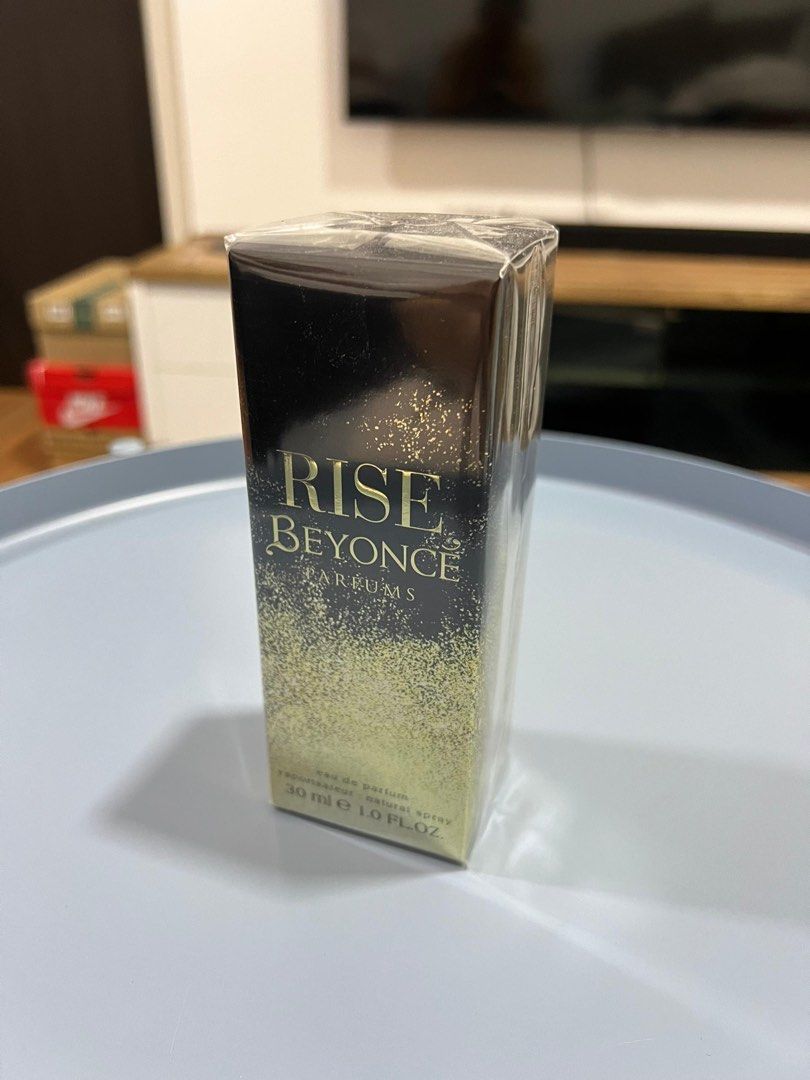 RISE
BEYONCÉ
PARFUMS
eau de parfum
vaporisateur · natural spray
30 ml ℮ 1.0 FL.OZ.